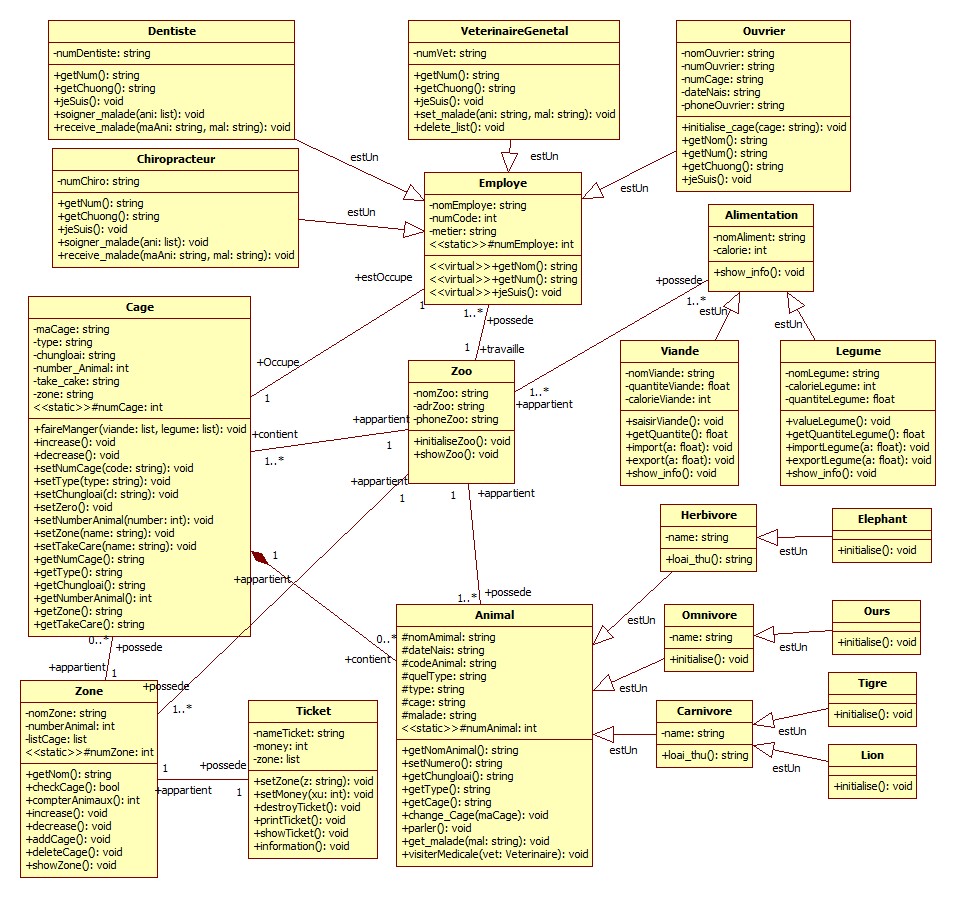 Dentiste
-numDentiste: string
+getNum(): string
+getChuong(): string
+jeSuis(): void
+soigner_malade(ani: list): void
+receive_malade(maAni: string, mal: string): void
VeterinaireGenetal
-numVet: string
+getNum(): string
+getChuong(): string
+jeSuis(): void
+set_malade(ani: string, mal: string): void
+delete_list(): void
Ouvrier
-nomOuvrier: string
-numOuvrier: string
-numCage: string
-dateNais: string
-phoneOuvrier: string
+initialise_cage(cage: string): void
+getNom(): string
+getNum(): string
+getChuong(): string
+jeSuis(): void
estUn
estUn
estUn
estUn
Chiropracteur
-numChiro: string
+getNum(): string
+getChuong(): string
+jeSuis(): void
+soigner_malade(ani: list): void
+receive_malade(maAni: string, mal: string): void
Employe
-nomEmploye: string
-numCode: int
-metier: string
<<static>>#numEmploye: int
<<virtual>>+getNom(): string
<<virtual>>+getNum(): string
<<virtual>>+jeSuis(): void
Alimentation
-nomAliment: string
-calorie: int
+show_info(): void
+estOccupe
1
+Occupe
1
1..*
+possede
1
+travaille
+possede
1..*
1..*
+appartient
estUn
estUn
Cage
-maCage: string
-type: string
-chungloai: string
-number_Animal: int
-take_cake: string
-zone: string
<<static>>#numCage: int
+faireManger(viande: list, legume: list): void
+increase(): void
+decrease(): void
+setNumCage(code: string): void
+setType(type: string): void
+setChungloai(cl: string): void
+setZero(): void
+setNumberAnimal(number: int): void
+setZone(name: string): void
+setTakeCare(name: string): void
+getNumCage(): string
+getType(): string
+getChungloai(): string
+getNumberAnimal(): int
+getZone(): string
+getTakeCare(): string
Zoo
-nomZoo: string
-adrZoo: string
-phoneZoo: string
+initialiseZoo(): void
+showZoo(): void
Viande
-nomViande: string
-quantiteViande: float
-calorieViande: int
+saisirViande(): void
+getQuantite(): float
+import(a: float): void
+export(a: float): void
+show_info(): void
Legume
-nomLegume: string
-calorieLegume: int
-quantiteLegume: float
+valueLegume(): void
+getQuantiteLegume(): float
+importLegume(a: float): void
+exportLegume(a: float): void
+show_info(): void
+appartient
1
+contient
1..*
+appartient
1
1
+appartient
1
+appartient
0..*
+contient
1..*
+possede
Herbivore
-name: string
+loai_thu(): string
Elephant
+initialise(): void
estUn
estUn
Omnivore
-name: string
+initialise(): void
Ours
+initialise(): void
estUn
estUn
Carnivore
-name: string
+loai_thu(): string
Tigre
+initialise(): void
Lion
+initialise(): void
estUn
estUn
estUn
Animal
#nomAnimal: string
#dateNais: string
#codeAnimal: string
#quelType: string
#type: string
#cage: string
#malade: string
<<static>>#numAnimal: int
+getNomAnimal(): string
+setNumero(): string
+getChungloai(): string
+getType(): string
+getCage(): string
+change_Cage(maCage): void
+parler(): void
+get_malade(mal: string): void
+visiterMedicale(vet: Veterinaire): void
0..*
+possede
+appartient
1
+possede
1..*
Zone
-nomZone: string
-numberAnimal: int
-listCage: list
<<static>>#numZone: int
+getNom(): string
+checkCage(): bool
+compterAnimaux(): int
+increase(): void
+decrease(): void
+addCage(): void
+deleteCage(): void
+showZone(): void
1
+appartient
+possede
1
Ticket
-nameTicket: string
-money: int
-zone: list
+setZone(z: string): void
+setMoney(xu: int): void
+destroyTicket(): void
+printTicket(): void
+showTicket(): void
+information(): void